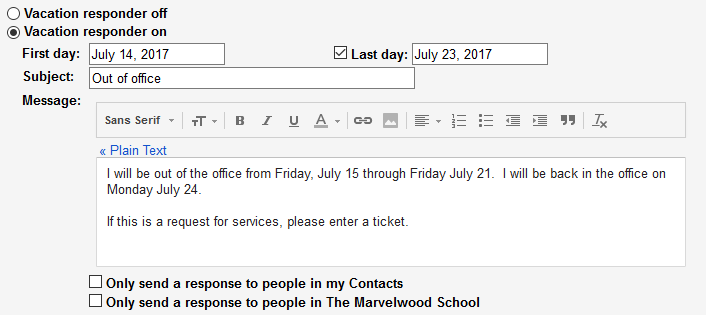 Vacation responder off
Vacation responder on
First day: July 14, 2017 Last day: July 23, 2017
Subject: Out of office
Message:
Sans Serif T B I U A T
« Plain Text
I will be out of the office from Friday, July 15 through Friday July 21.  I will be back in the office on
Monday July 24.
If this is a request for services, please enter a ticket.
Only send a response to people in my Contacts
Only send a response to people in The Marvelwood School